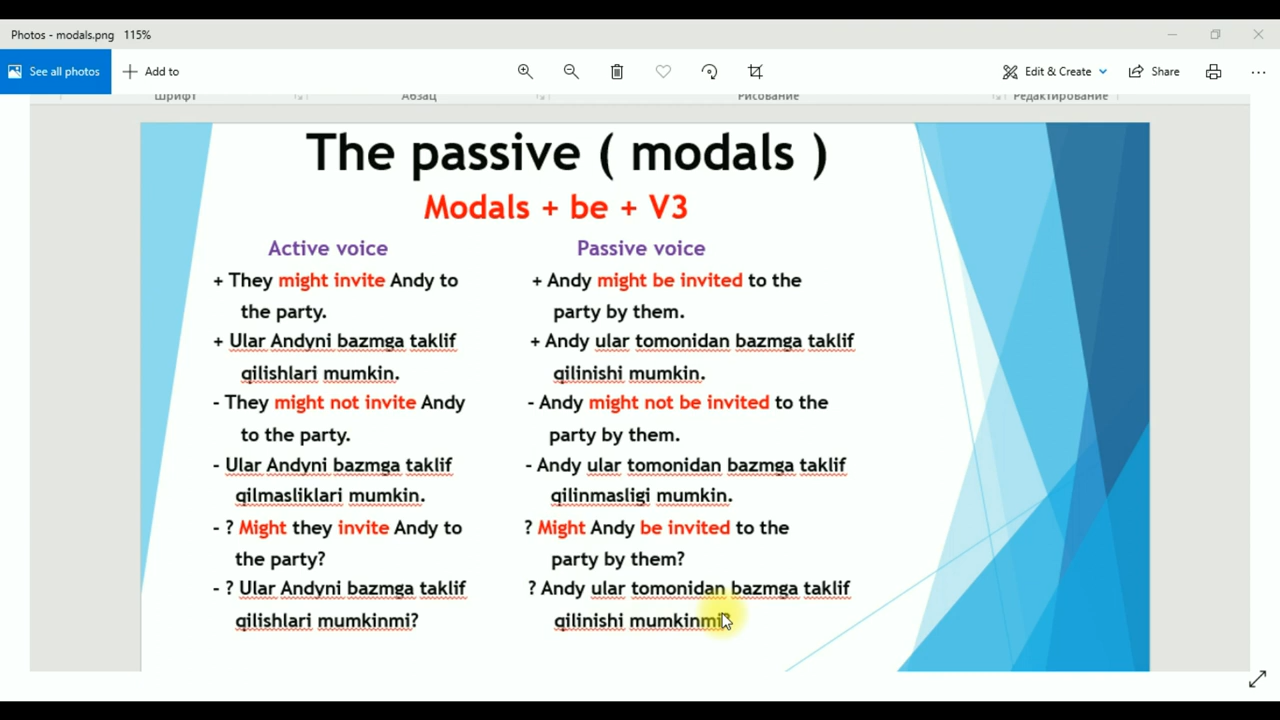 Photos - modals.png 115%
See all photos
Add to
Edit & Create
Share
Шрифт
Абзац
Рисование
Редактирование
The passive ( modals )
Modals + be + V3
Active voice
+ They might invite Andy to
the party.
+ Ular Andyni bazmga taklif
qilishlari mumkin.
- They might not invite Andy
to the party.
- Ular Andyni bazmga taklif
qilmasliklari mumkin.
- ? Might they invite Andy to
the party?
- ? Ular Andyni bazmga taklif
qilishlari mumkinmi?
Passive voice
+ Andy might be invited to the
party by them.
+ Andy ular tomonidan bazmga taklif
qilinishi mumkin.
- Andy might not be invited to the
party by them.
- Andy ular tomonidan bazmga taklif
qilinmasligi mumkin.
? Might Andy be invited to the
party by them?
? Andy ular tomonidan bazmga taklif
qilinishi mumkinmi?